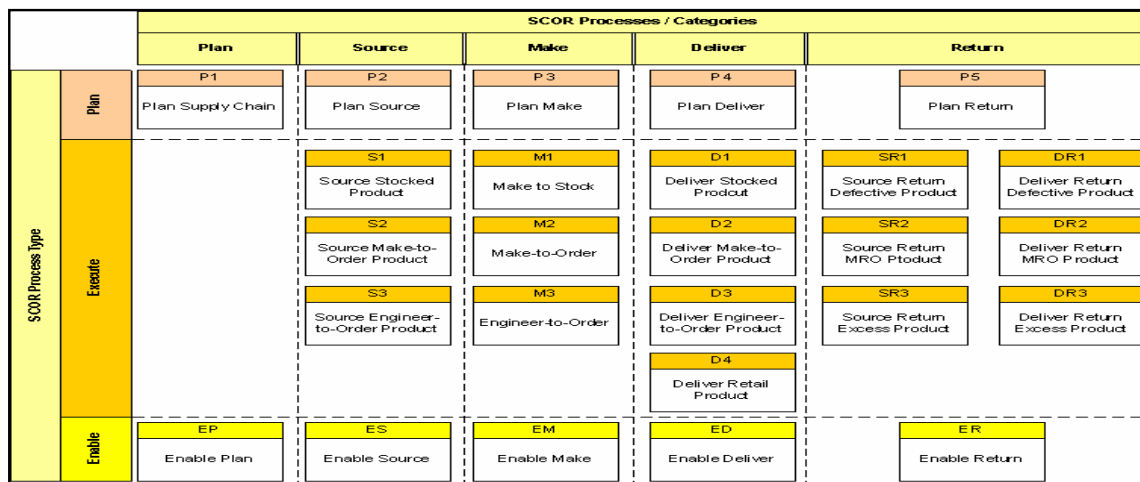 SCOR Processes / Categories
Plan
Source
Make
Deliver
Return
SCOR Process Type
Plan
P1
Plan Supply Chain
P2
Plan Source
P3
Plan Make
P4
Plan Deliver
P5
Plan Return
Execute
S1
Source Stocked
Product
M1
Make to Stock
D1
Deliver Stocked
Prodcut
SR1
Source Return
Defective Product
DR1
Deliver Return
Defective Product
S2
Source Make-to-
Order Product
M2
Make-to-Order
D2
Deliver Make-to-
Order Product
SR2
Source Return
MRO Ptoduct
DR2
Deliver Return
MRO Product
S3
Source Engineer-
to-Order Product
M3
Engineer-to-Order
D3
Deliver Engineer-
to-Order Product
SR3
Source Return
Excess Product
DR3
Deliver Return
Excess Product
D4
Deliver Retail
Product
Enable
EP
Enable Plan
ES
Enable Source
EM
Enable Make
ED
Enable Deliver
ER
Enable Return